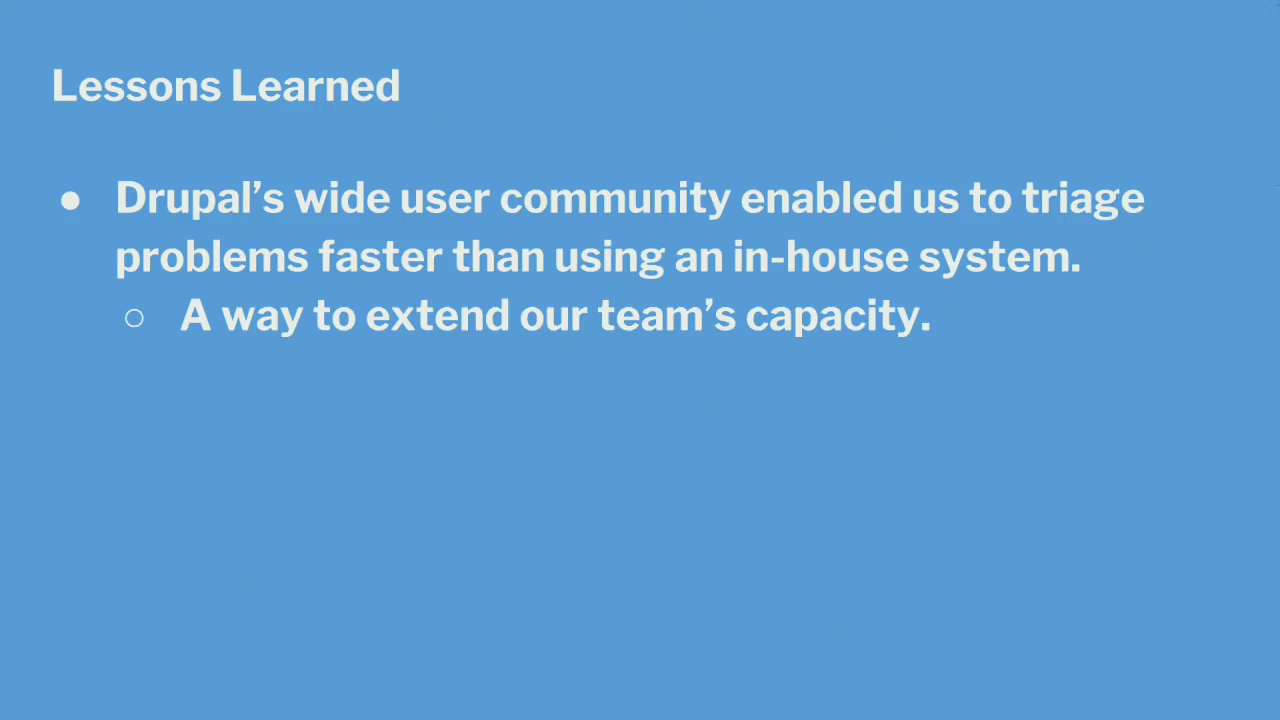 Lessons Learned
● Drupal’s wide user community enabled us to triage
problems faster than using an in-house system.
○ A way to extend our team’s capacity.